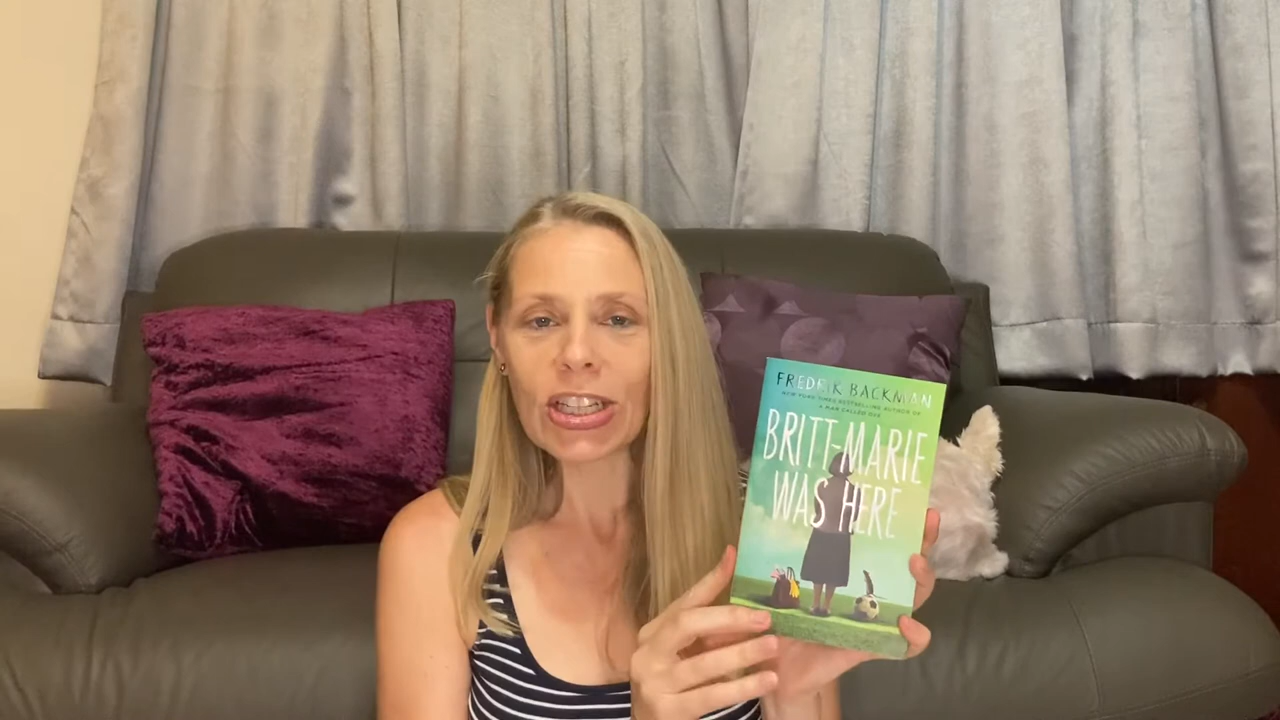 FREDRIK BACKMAN
NEW YORK TIMES BESTSELLING AUTHOR OF
A MAN CALLED OVE
BRITT-MARIE
WAS HERE